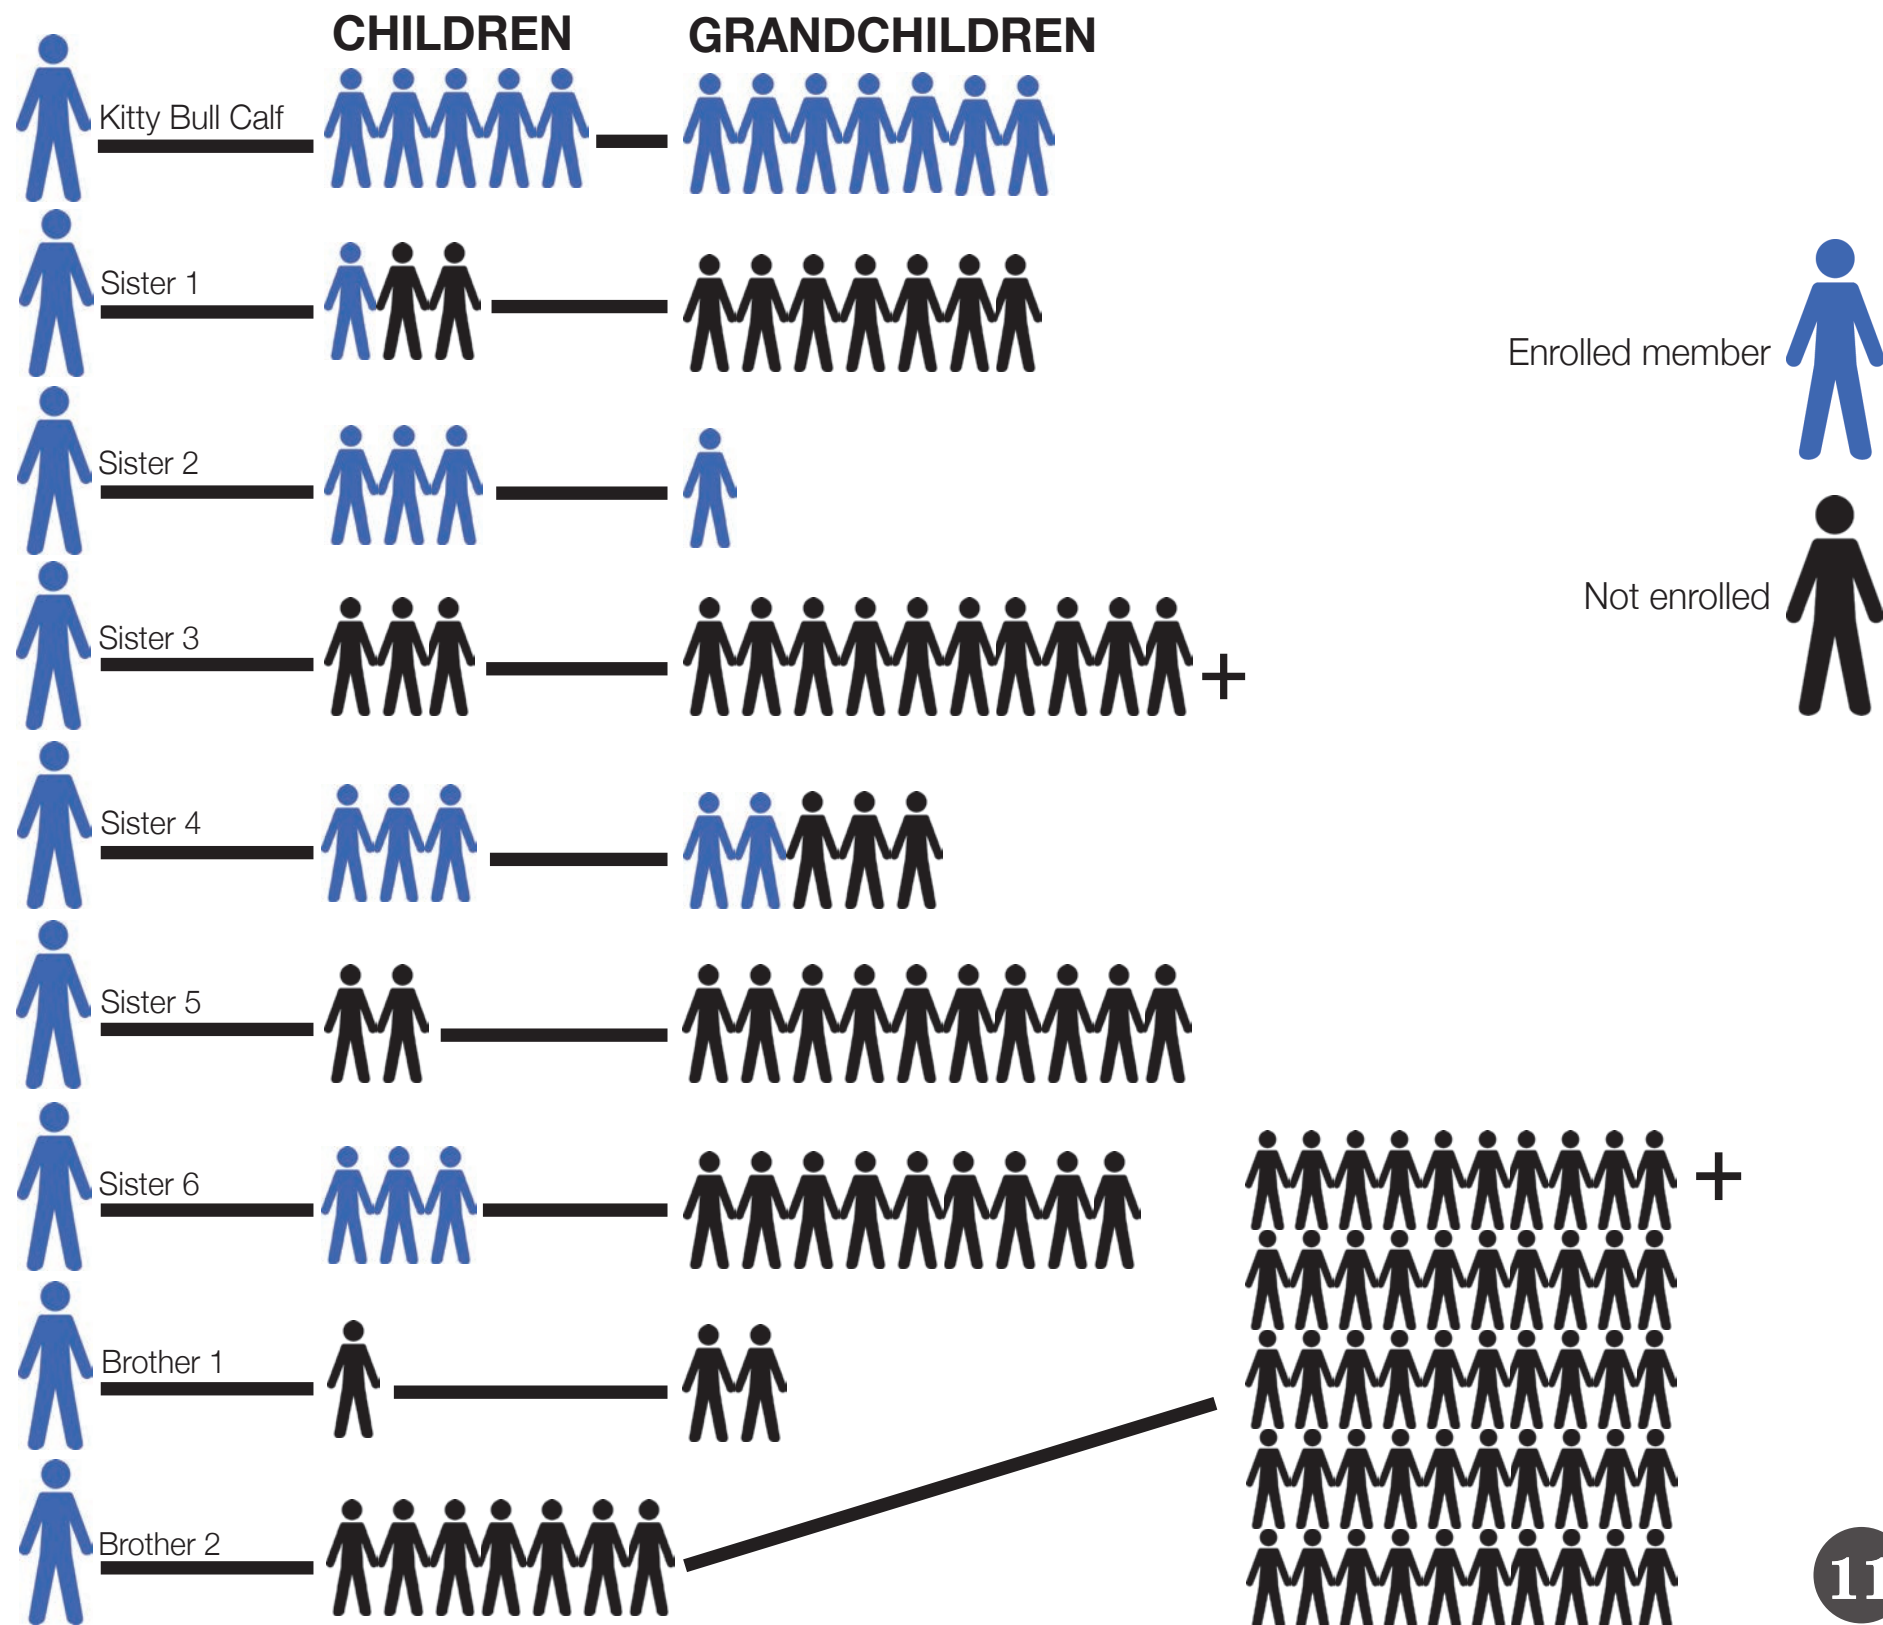 CHILDREN
GRANDCHILDREN
Kitty Bull Calf
Sister 1
Enrolled member
Sister 2
Not enrolled
Sister 3
+
Sister 4
Sister 5
Sister 6
+
Brother 1
Brother 2
11